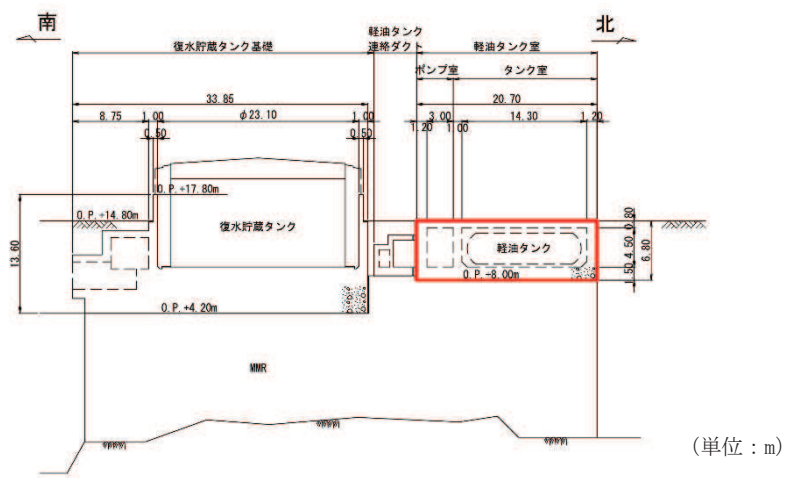 南
北
復水貯蔵タンク基礎
軽油タンク
連絡ダクト
軽油タンク室
ポンプ室
タンク室
33.85
20.70
8.75
1.00
φ23.10
1.00
3.00
14.30
1.20
0.50
0.50
1.20
1.00
O.P.+17.80m
O.P.+14.80m
復水貯蔵タンク
軽油タンク
13.60
0.80
4.50
6.80
1.50
O.P.-8.00m
O.P.+4.20m
MMR
(単位：m)